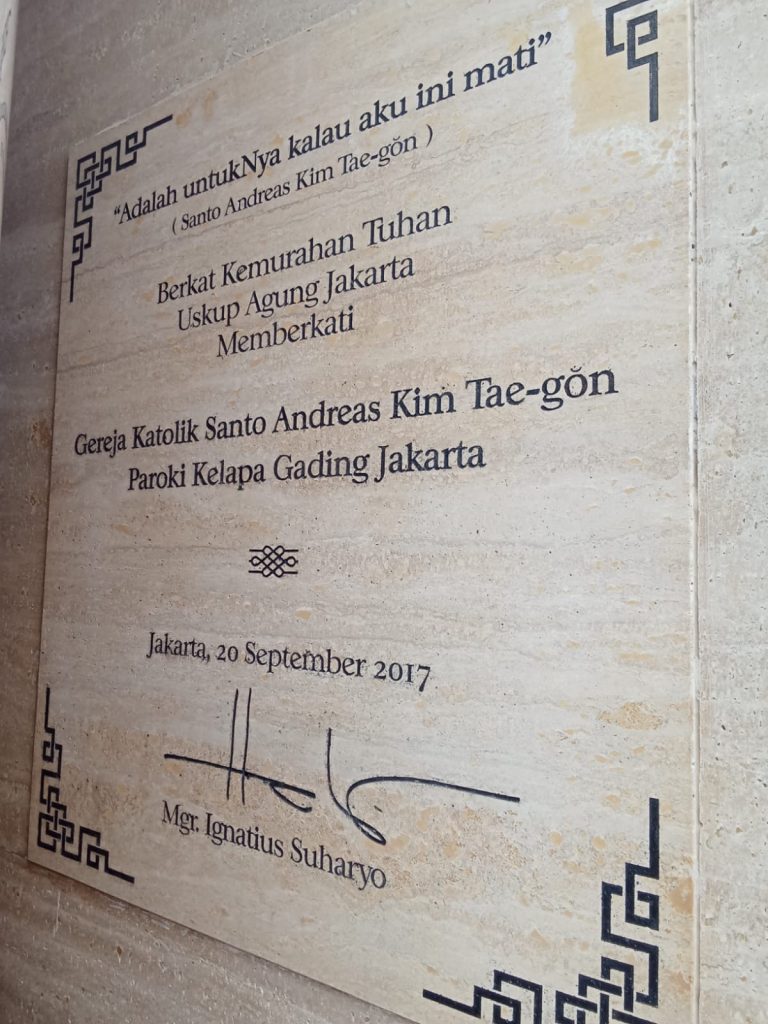 “Adalah untukNya kalau aku ini mati”
( Santo Andreas Kim Tae-gŏn )
Berkat Kemurahan Tuhan
Uskup Agung Jakarta
Memberkati
Gereja Katolik Santo Andreas Kim Tae-gŏn
Paroki Kelapa Gading Jakarta
Jakarta, 20 September 2017
Mgr. Ignatius Suharyo